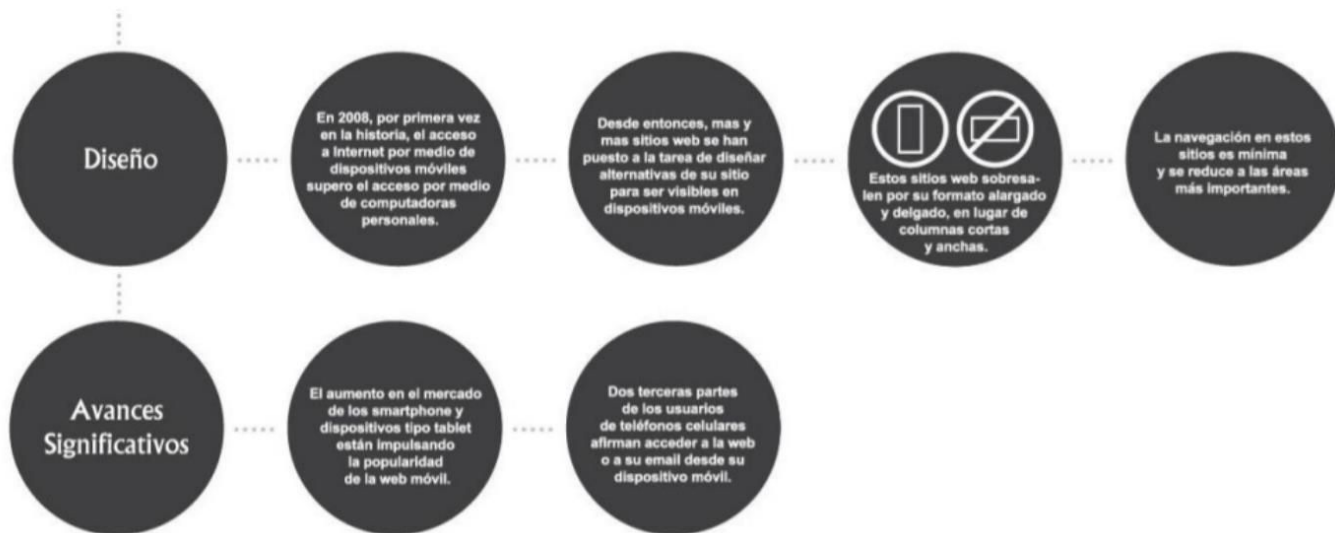 Diseño
En 2008, por primera vez
en la historia, el acceso
a Internet por medio de
dispositivos móviles
supero el acceso por medio
de computadoras
personales.
Desde entonces, mas y
mas sitios web se han
puesto a la tarea de diseñar
alternativas de su sitio
para ser visibles en
dispositivos móviles.
Estos sitios web sobresa-
len por su formato alargado
y delgado, en lugar de
columnas cortas
y anchas.
La navegación en estos
sitios es mínima
y se reduce a las áreas
más importantes.
Avances
Significativos
El aumento en el mercado
de los smartphone y
dispositivos tipo tablet
están impulsando
la popularidad
de la web móvil.
Dos terceras partes
de los usuarios
de teléfonos celulares
afirman acceder a la web
o a su email desde su
dispositivo móvil.